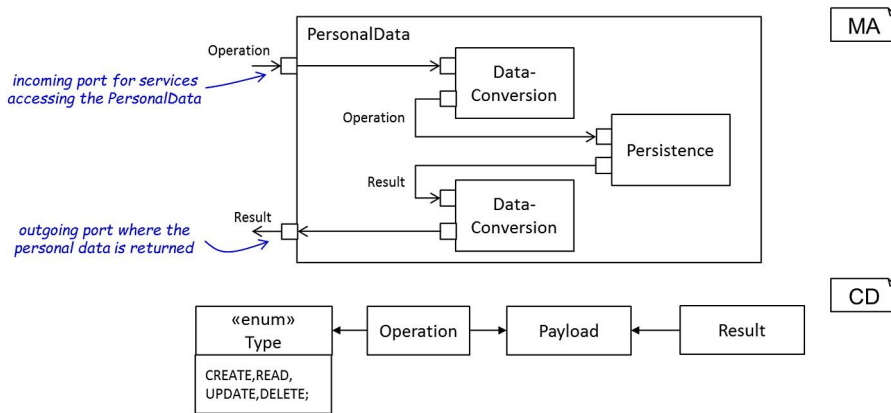 PersonalData
MA
Operation
incoming port for services
accessing the PersonalData
Data-
Conversion
Operation
Persistence
Result
Data-
Conversion
Result
outgoing port where the
personal data is returned
CD
«enum»
Type
Operation
Payload
Result
CREATE,READ,
UPDATE,DELETE;